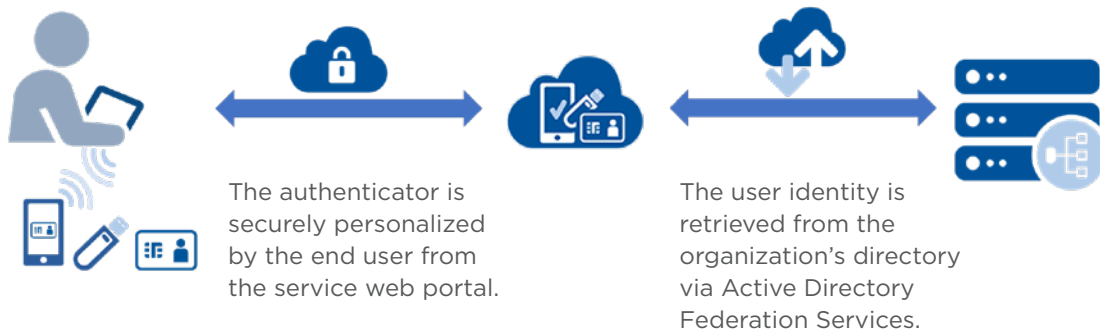 The authenticator is
securely personalized
by the end user from
the service web portal.
The user identity is
retrieved from the
organization’s directory
via Active Directory
Federation Services.